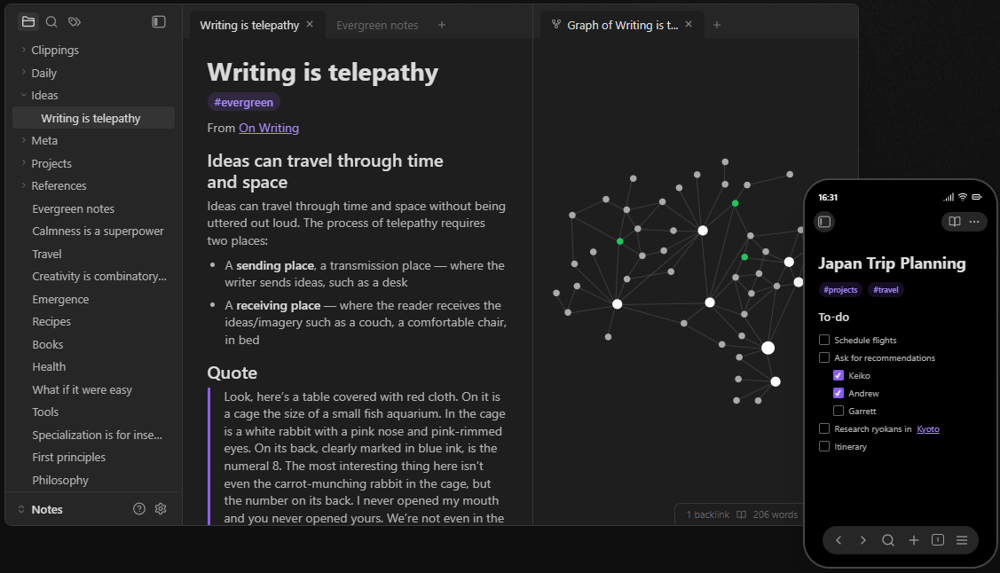 Clippings
Daily
Ideas
Writing is telepathy
Meta
Projects
References
Evergreen notes
Calmness is a superpower
Travel
Creativity is combinatory...
Emergence
Recipes
Books
Health
What if it were easy
Tools
Specialization is for inse...
First principles
Philosophy
Notes
Writing is telepathy
Evergreen notes
Writing is telepathy
#evergreen
From On Writing
Ideas can travel through time
and space
Ideas can travel through time and space without being
uttered out loud. The process of telepathy requires
two places:
• A sending place, a transmission place — where the
writer sends ideas, such as a desk
• A receiving place — where the reader receives the
ideas/imagery such as a couch, a comfortable chair,
in bed
Quote
Look, here’s a table covered with red cloth. On it is
a cage the size of a small fish aquarium. In the cage
is a white rabbit with a pink nose and pink-rimmed
eyes. On its back, clearly marked in blue ink, is the
numeral 8. The most interesting thing here isn’t
even the carrot-munching rabbit in the cage, but
the number on its back. I never opened my mouth
and you never opened yours. We’re not even in the
Graph of Writing is t...
1 backlink 206 words
16:31
Japan Trip Planning
#projects #travel
To-do
Schedule flights
Ask for recommendations
Keiko
Andrew
Garrett
Research ryokans in Kyoto
Itinerary
1